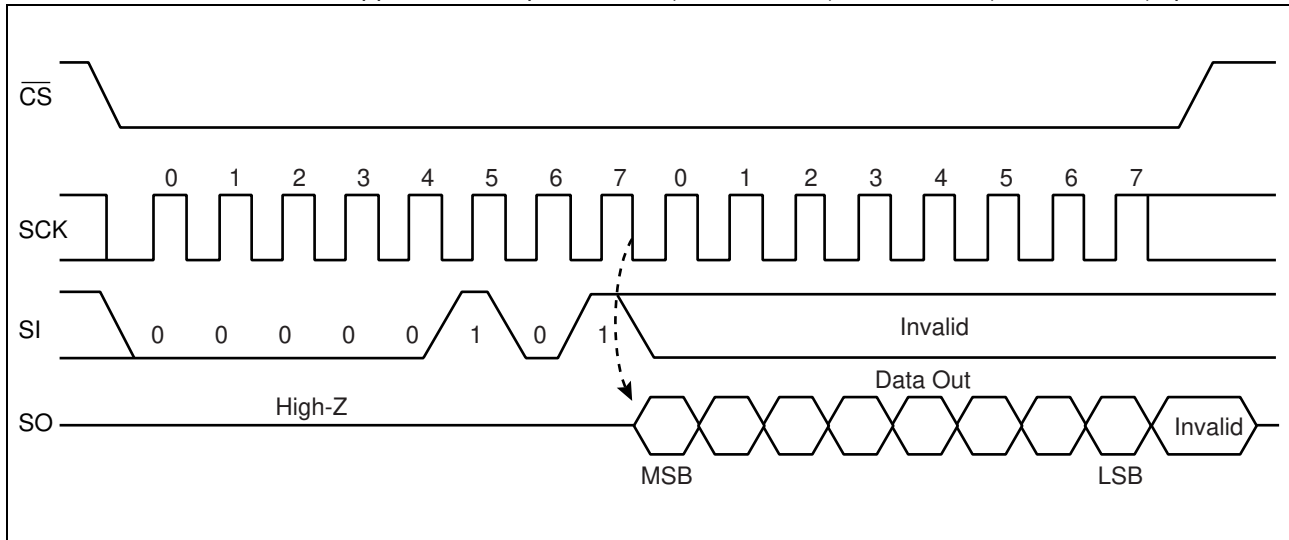 CS
0 1 2 3 4 5 6 7 0 1 2 3 4 5 6 7
SCK
SI 0 0 0 0 0 1 0 1 Invalid
Data Out
High-Z
SO Invalid
MSB LSB